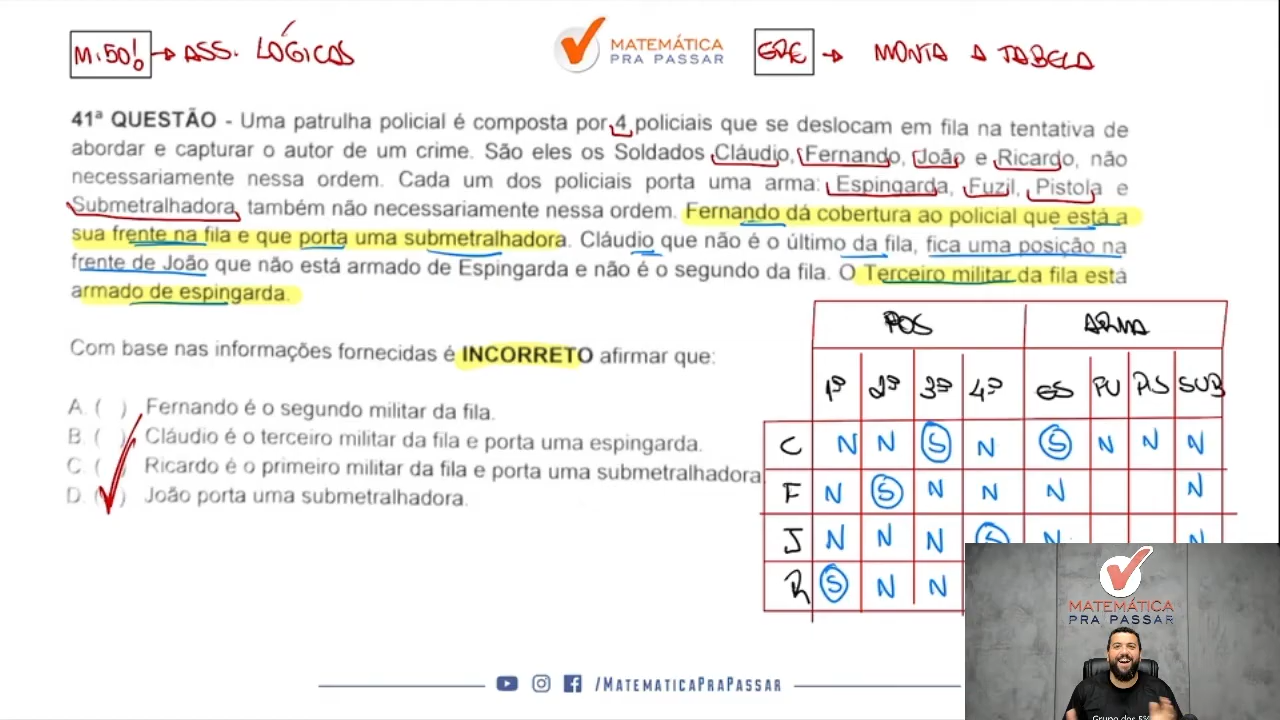 M.50! → ASS. LÓGICAS
MATEMÁTICA
PRA PASSAR
→ MONTA A TABELA
41ª QUESTÃO - Uma patrulha policial é composta por 4 policiais que se deslocam em fila na tentativa de
abordar e capturar o autor de um crime. São eles os Soldados Cláudio, Fernando, João e Ricardo, não
necessariamente nessa ordem. Cada um dos policiais porta uma arma: Espingarda, Fuzil, Pistola e
Submetralhadora, também não necessariamente nessa ordem. Fernando dá cobertura ao policial que está a
sua frente na fila e que porta uma submetralhadora. Cláudio que não é o último da fila, fica uma posição na
frente de João que não está armado de Espingarda e não é o segundo da fila. O Terceiro militar da fila está
armado de espingarda.
Com base nas informações fornecidas é INCORRETO afirmar que:
A. ( ) Fernando é o segundo militar da fila.
B. ( ) Cláudio é o terceiro militar da fila e porta uma espingarda.
C. ( ) Ricardo é o primeiro militar da fila e porta uma submetralhadora
D. ( ) João porta uma submetralhadora.
POS ARMA
1º 2º 3º 4º ES FU PIS SUB
C N N S N S N N N
F N S N N N N
J N N N S N N
R S N N
MATEMÁTICA
PRA PASSAR
Grupo dos 5%
/MATEMATICAPRAPASSAR